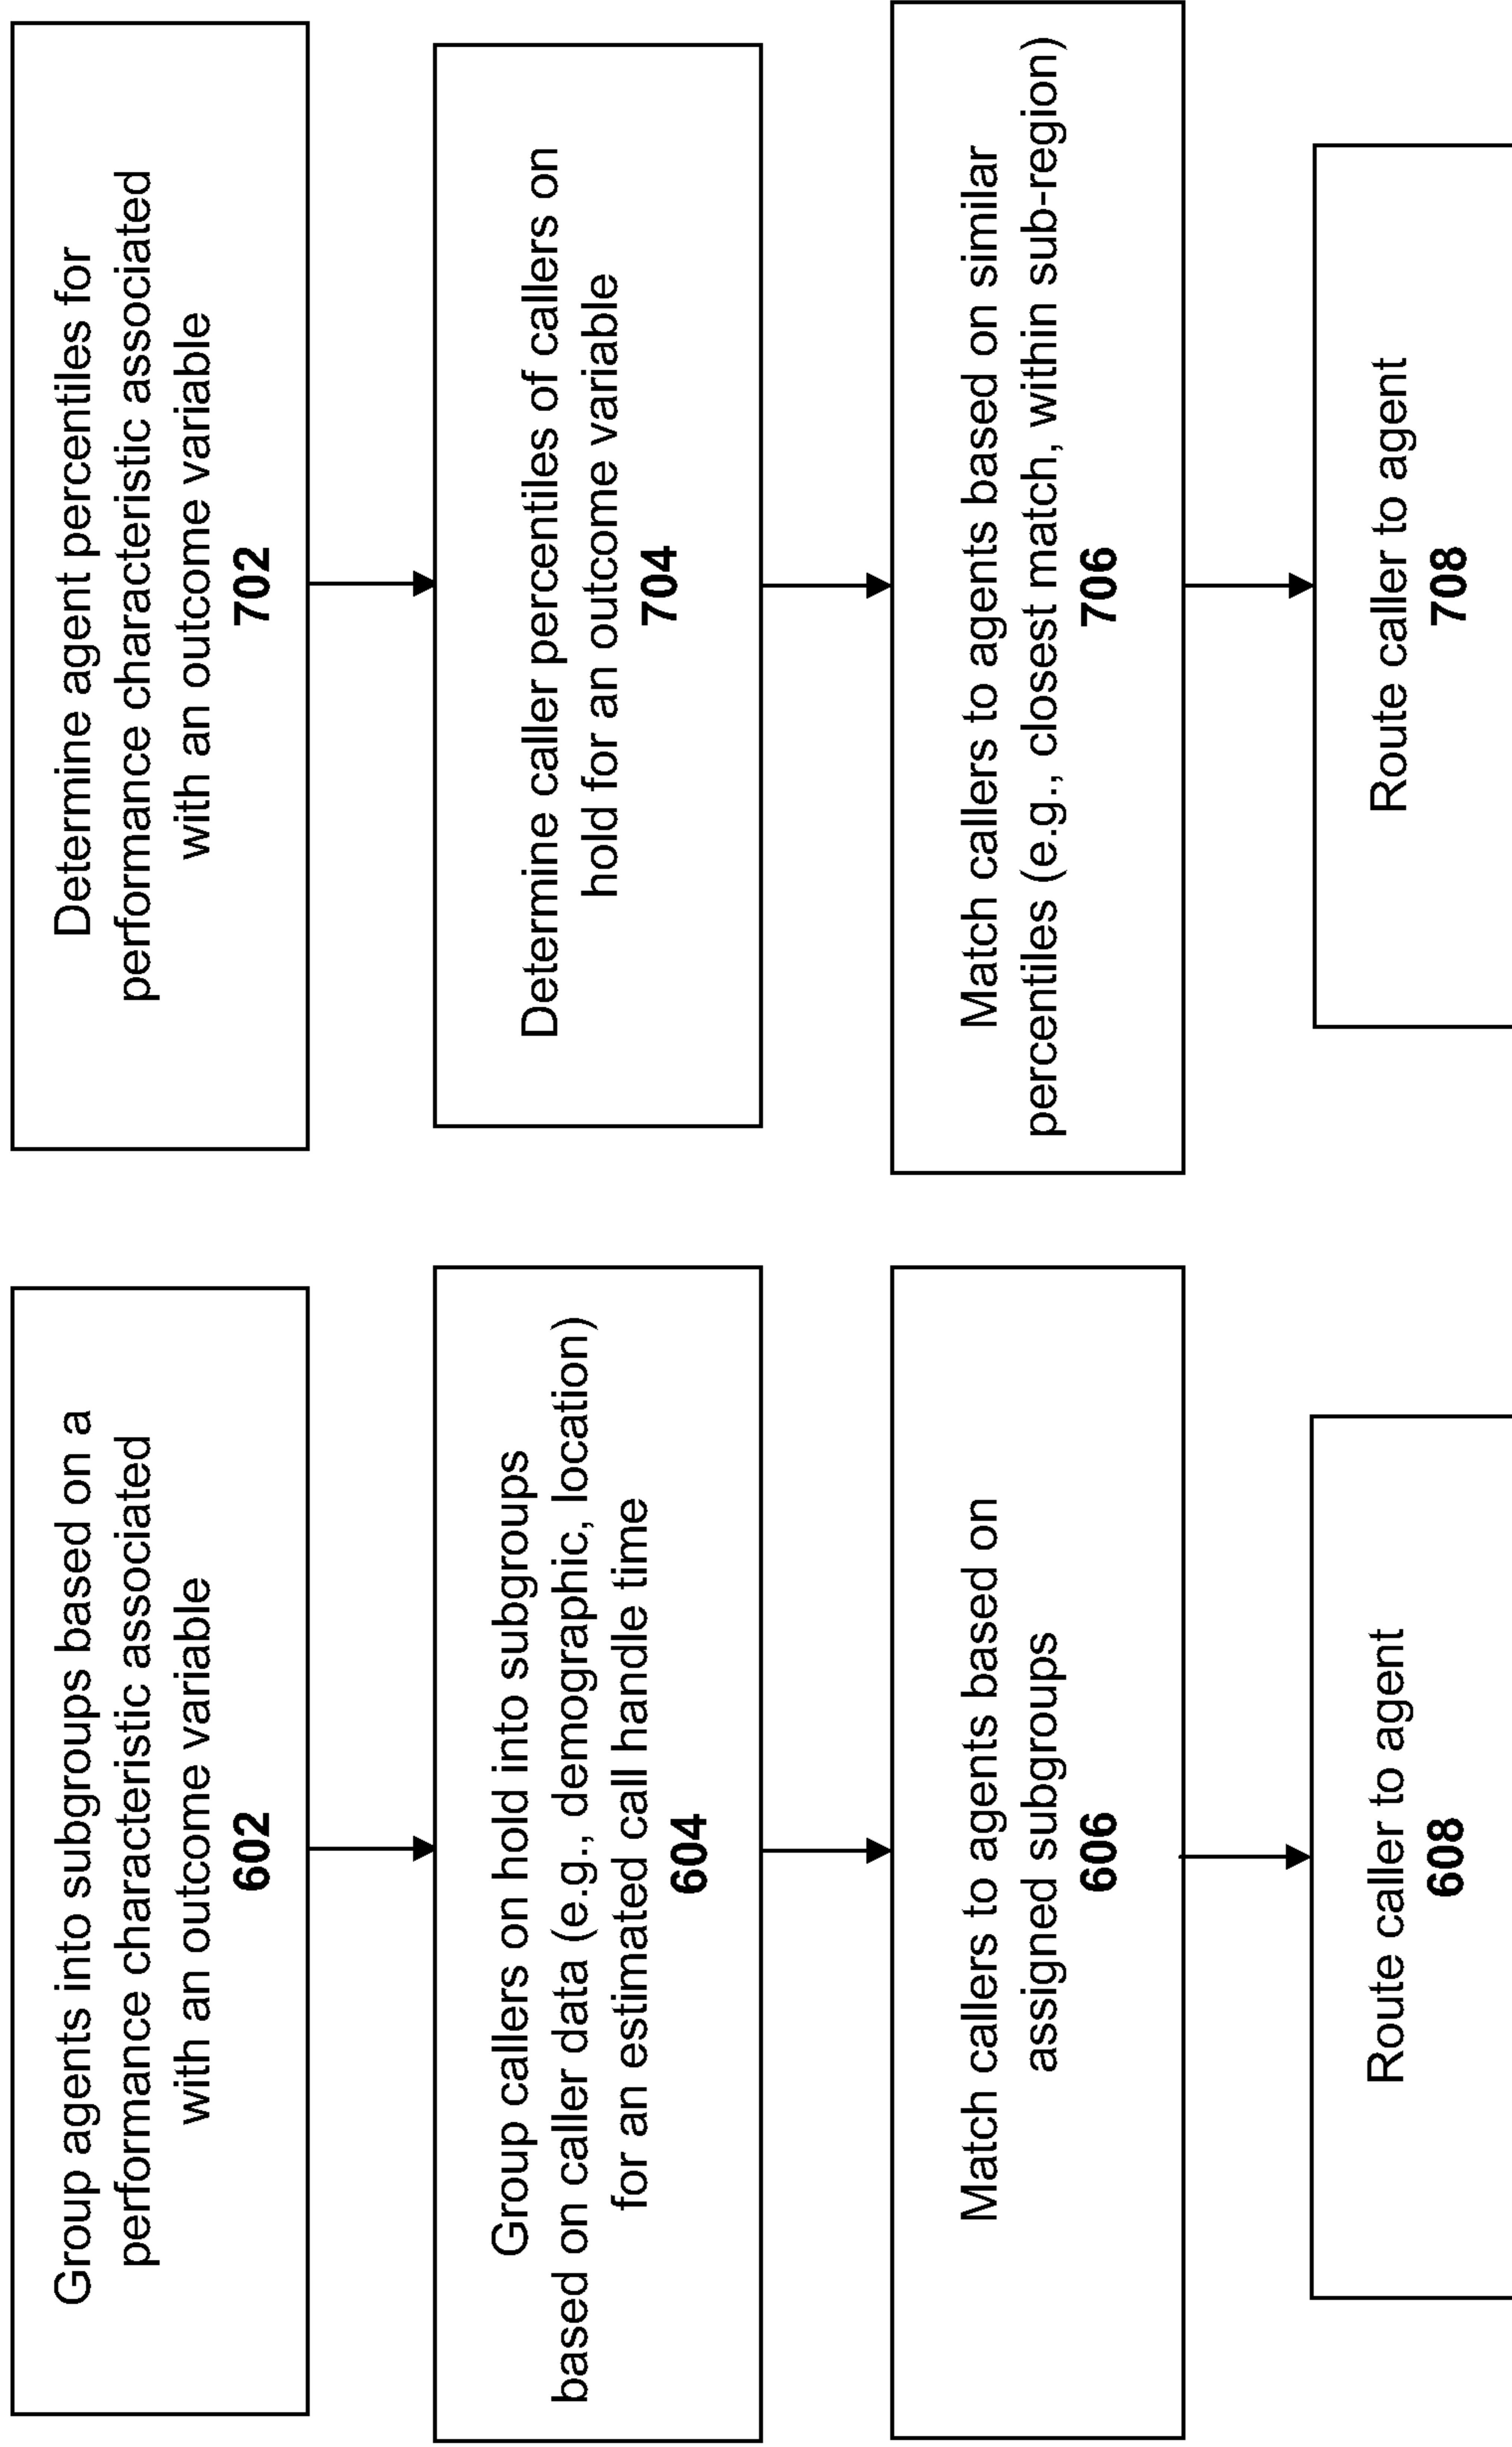 Group agents into subgroups based on a
performance characteristic associated
with an outcome variable
602
Group callers on hold into subgroups
based on caller data (e.g., demographic, location)
for an estimated call handle time
604
Match callers to agents based on
assigned subgroups
606
Route caller to agent
608
Determine agent percentiles for
performance characteristic associated
with an outcome variable
702
Determine caller percentiles of callers on
hold for an outcome variable
704
Match callers to agents based on similar
percentiles (e.g., closest match, within sub-region)
706
Route caller to agent
708